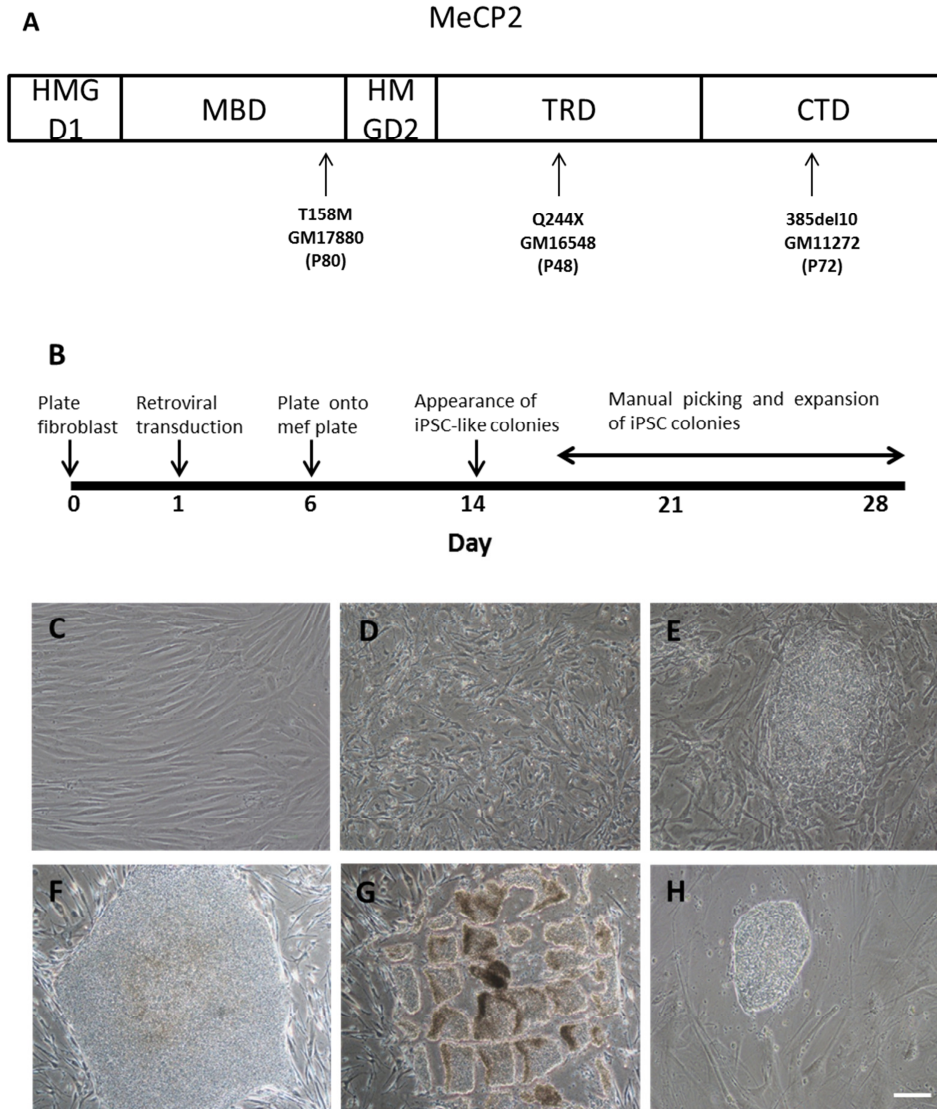 A
MeCP2
HMG
D1
MBD
HM
GD2
TRD
CTD
T158M
GM17880
(P80)
Q244X
GM16548
(P48)
385del10
GM11272
(P72)
B
Plate
fibroblast
Retroviral
transduction
Plate onto
mef plate
Appearance of
iPSC-like colonies
Manual picking and expansion
of iPSC colonies
0 1 6 14 21 28
Day
C D E
F G H